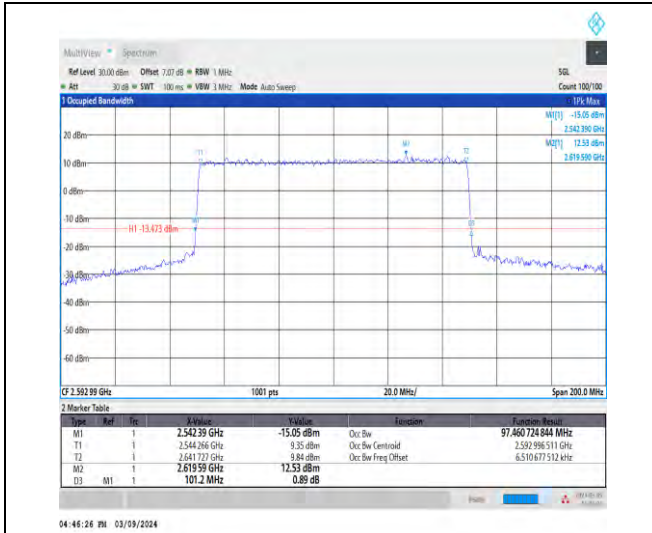 MultiView Spectrum
Ref Level 30.00 dBm Offset 7.07 dB RBW 1 MHz SGL
Att 30 dB SWT 100 ms VBW 3 MHz Mode Auto Sweep Count 100/100
1 Occupied Bandwidth 1Pk Max
M1[1] -15.05 dBm
2.542 390 GHz
M2[1] 12.53 dBm
2.619 590 GHz
20 dBm
T1 T2
10 dBm
0 dBm
-10 dBm
H1 -13.473 dBm
-30 dBm
-40 dBm
-50 dBm
-60 dBm
CF 2.592 99 GHz 1001 pts 20.0 MHz/ Span 200.0 MHz
2 Marker Table
Type Ref Trc X-Value Y-Value Function Function Result
M1 1 2.542 39 GHz -15.05 dBm Occ Bw 97.460 724 844 MHz
T1 1 2.544 266 GHz 9.35 dBm Occ Bw Centroid 2.592 996 511 GHz
T2 1 2.641 727 GHz 9.84 dBm Occ Bw Freq Offset 6.510 677 512 kHz
M2 1 2.619 59 GHz 12.53 dBm
D3 M1 1 101.2 MHz 0.89 dB
04:46:26 PM 03/09/2024